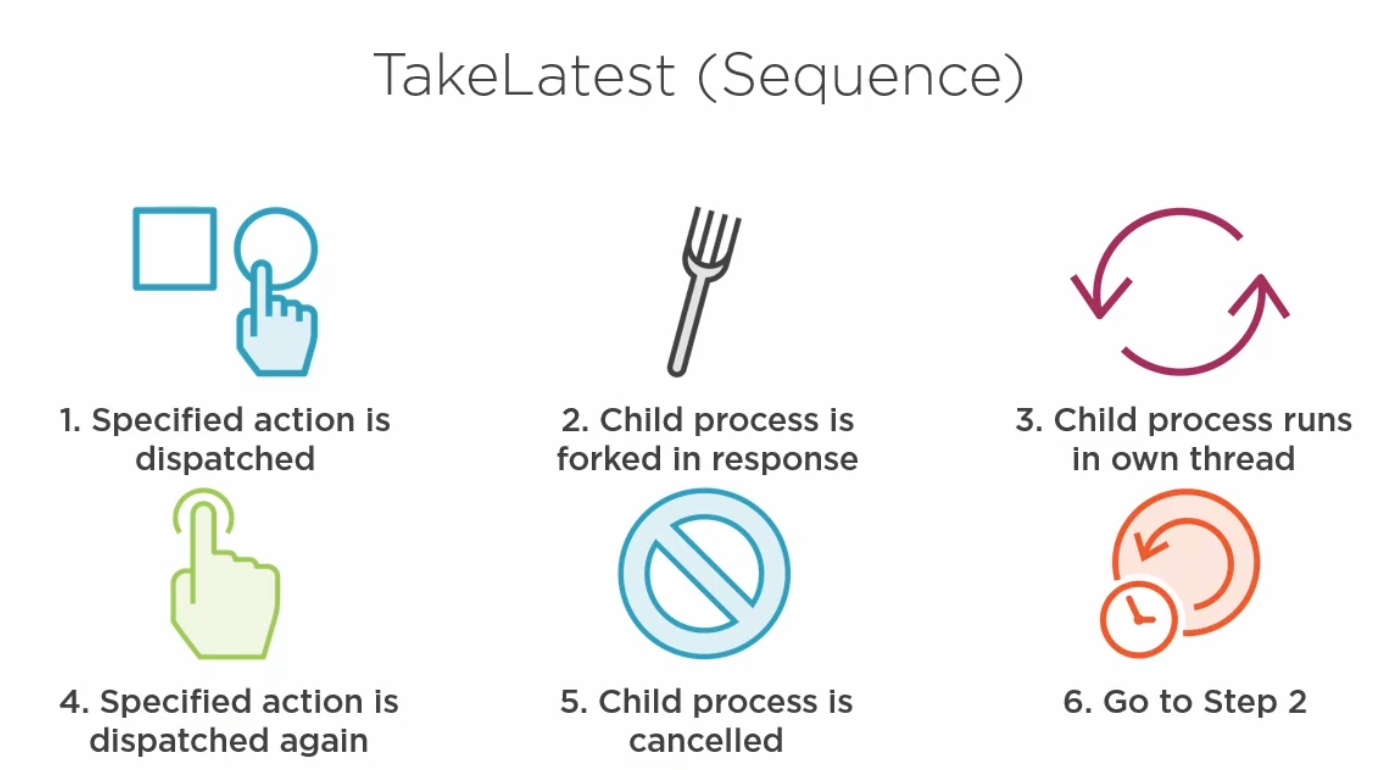 TakeLatest (Sequence)
1. Specified action is
dispatched
2. Child process is
forked in response
3. Child process runs
in own thread
4. Specified action is
dispatched again
5. Child process is
cancelled
6. Go to Step 2